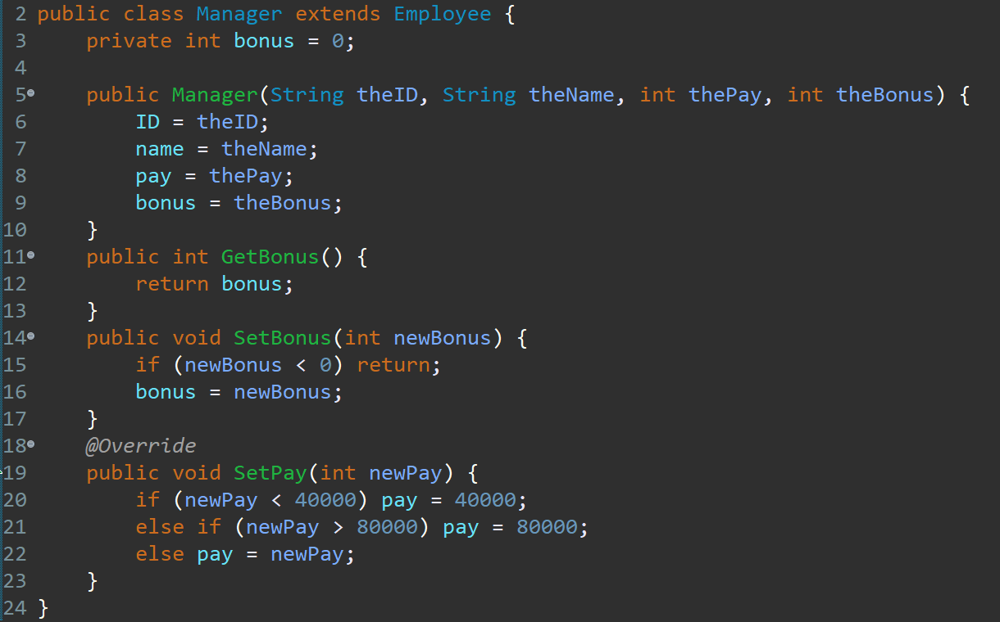 2 public class Manager extends Employee {
3     private int bonus = 0;
4
5     public Manager(String theID, String theName, int thePay, int theBonus) {
6         ID = theID;
7         name = theName;
8         pay = thePay;
9         bonus = theBonus;
10     }
11     public int GetBonus() {
12         return bonus;
13     }
14     public void SetBonus(int newBonus) {
15         if (newBonus < 0) return;
16         bonus = newBonus;
17     }
18     @Override
19     public void SetPay(int newPay) {
20         if (newPay < 40000) pay = 40000;
21         else if (newPay > 80000) pay = 80000;
22         else pay = newPay;
23     }
24 }